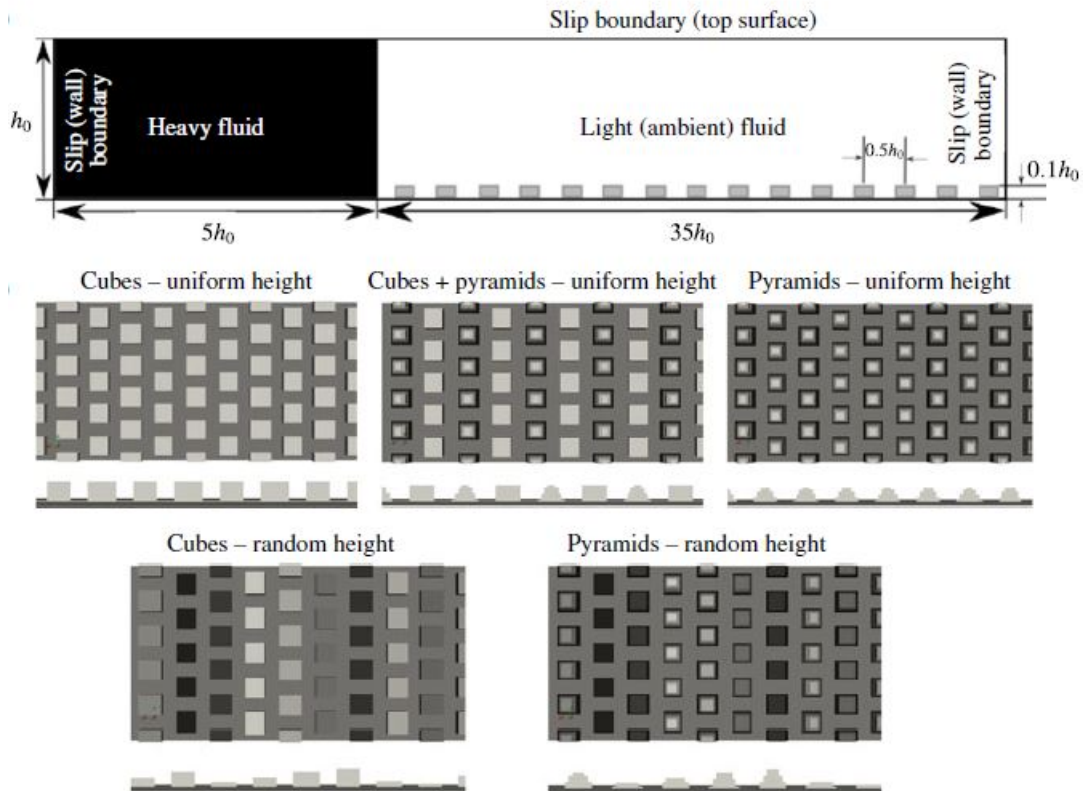 Slip boundary (top surface)
h₀
Slip (wall)
boundary
Heavy fluid
Light (ambient) fluid
Slip (wall)
boundary
0.5h₀
0.1h₀
5h₀
35h₀
Cubes – uniform height
Cubes + pyramids – uniform height
Pyramids – uniform height
Cubes – random height
Pyramids – random height